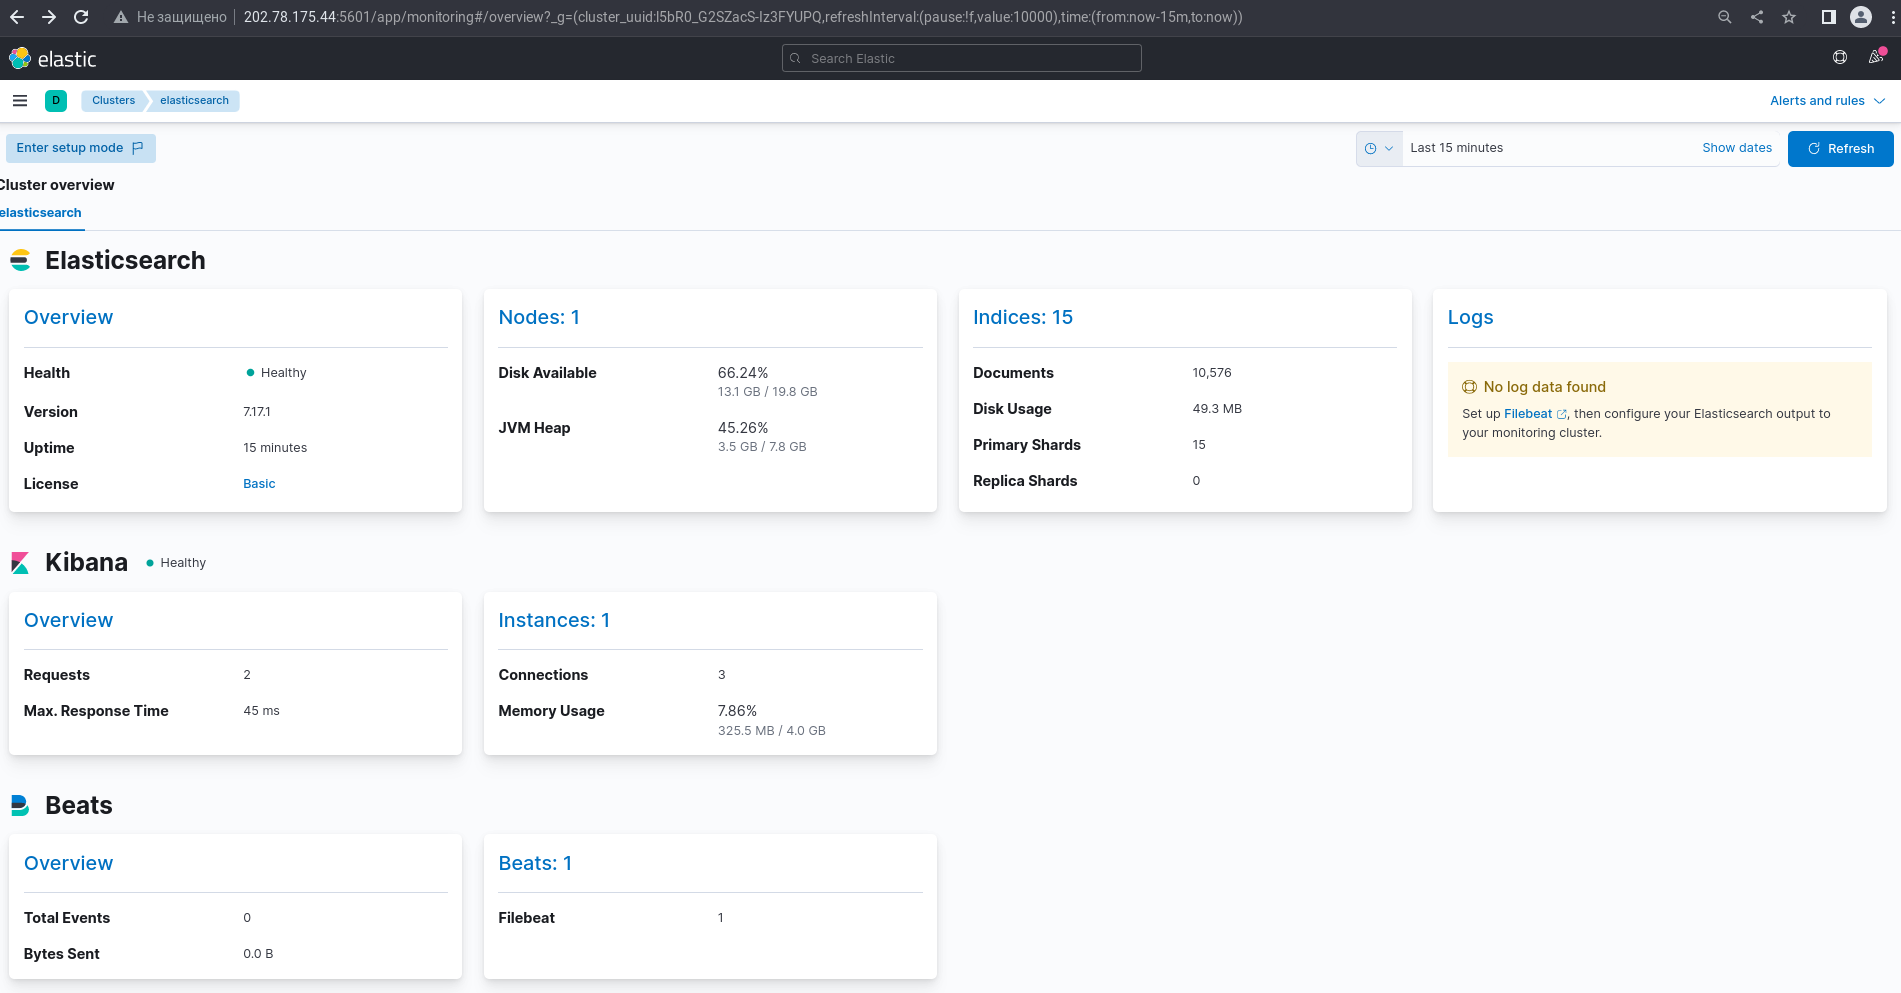 Не защищено 202.78.175.44:5601/app/monitoring#/overview?_g=(cluster_uuid:I5bR0_G2SZacS-Iz3FYUPQ,refreshInterval:(pause:!f,value:10000),time:(from:now-15m,to:now))
elastic Search Elastic
D Clusters elasticsearch Alerts and rules
Enter setup mode Last 15 minutes Show dates Refresh
Cluster overview
elasticsearch
Elasticsearch
Overview
Health Healthy
Version 7.17.1
Uptime 15 minutes
License Basic
Nodes: 1
Disk Available 66.24%
13.1 GB / 19.8 GB
JVM Heap 45.26%
3.5 GB / 7.8 GB
Indices: 15
Documents 10,576
Disk Usage 49.3 MB
Primary Shards 15
Replica Shards 0
Logs
No log data found
Set up Filebeat , then configure your Elasticsearch output to
your monitoring cluster.
Kibana Healthy
Overview
Requests 2
Max. Response Time 45 ms
Instances: 1
Connections 3
Memory Usage 7.86%
325.5 MB / 4.0 GB
Beats
Overview
Total Events 0
Bytes Sent 0.0 B
Beats: 1
Filebeat 1